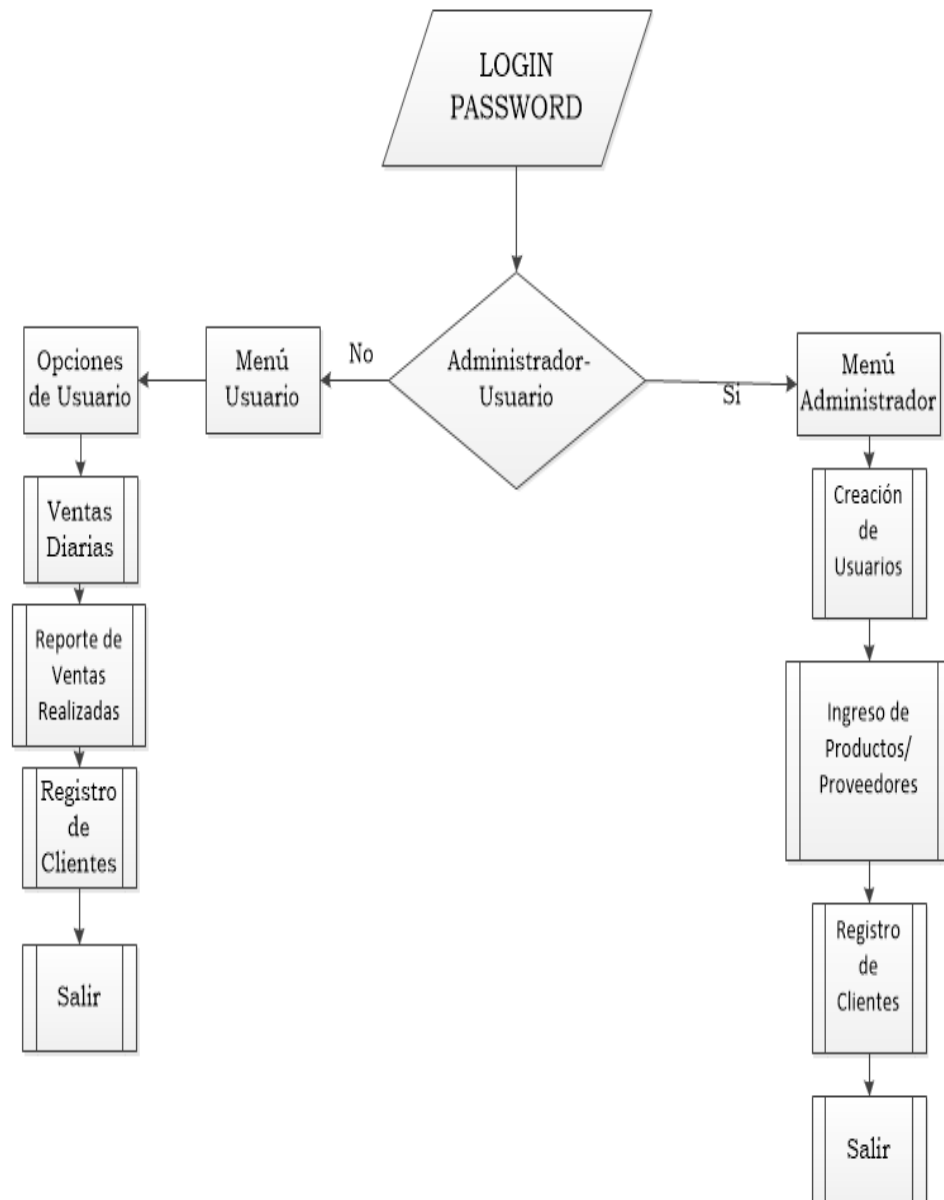 LOGIN
PASSWORD
Administrador-
Usuario
No
Si
Menú
Usuario
Opciones
de Usuario
Ventas
Diarias
Reporte de
Ventas
Realizadas
Registro
de
Clientes
Salir
Menú
Administrador
Creación
de
Usuarios
Ingreso de
Productos/
Proveedores
Registro
de
Clientes
Salir